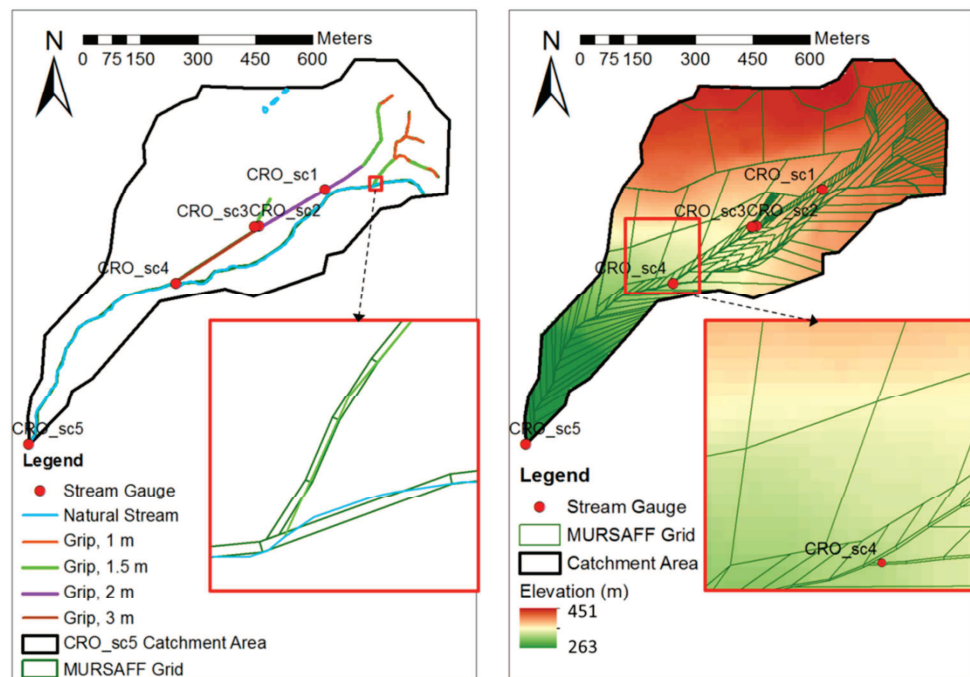 N
Meters
0 75 150 300 450 600
CRO_sc1
CRO_sc3CRO_sc2
CRO_sc4
CRO_sc5
Legend
Stream Gauge
Natural Stream
Grip, 1 m
Grip, 1.5 m
Grip, 2 m
Grip, 3 m
CRO_sc5 Catchment Area
MURSAFF Grid
N
Meters
0 75 150 300 450 600
CRO_sc1
CRO_sc3CRO_sc2
CRO_sc4
CRO_sc5
CRO_sc4
Legend
Stream Gauge
MURSAFF Grid
Catchment Area
Elevation (m)
451
263